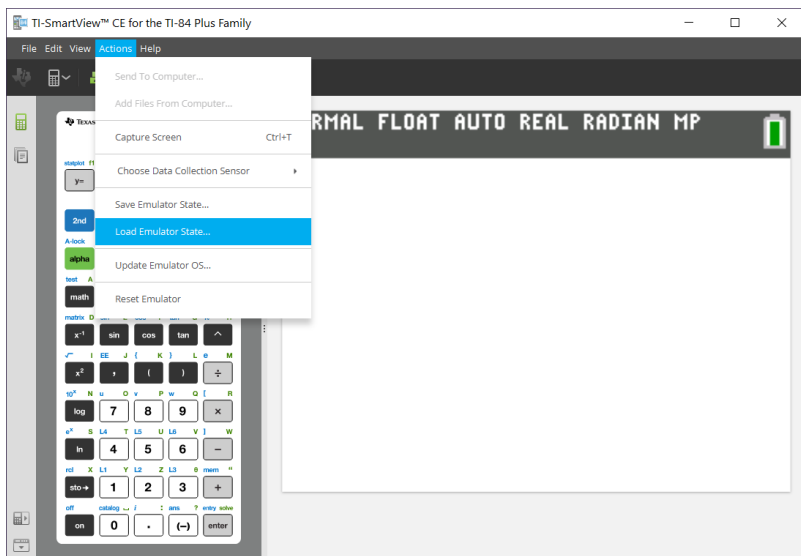 TI-SmartView™ CE for the TI-84 Plus Family
File Edit View Actions Help
Send To Computer...
Add Files From Computer...
Capture Screen Ctrl+T
Choose Data Collection Sensor
Save Emulator State...
Load Emulator State...
Update Emulator OS...
Reset Emulator
RMAL FLOAT AUTO REAL RADIAN MP
TEXAS
statplot f1
y=
2nd
A-lock
alpha
test A
math
matrix D
x⁻¹ sin cos tan ^
√ I EE J { K } L e M
x² , ( ) ÷
10ˣ N u O v P w Q [ R
log 7 8 9 ×
eˣ S L4 T L5 U L6 V ] W
ln 4 5 6 −
rcl X L1 Y L2 Z L3 θ mem "
sto→ 1 2 3 +
off catalog ⎵ i : ans ? entry solve
on 0 . (−) enter